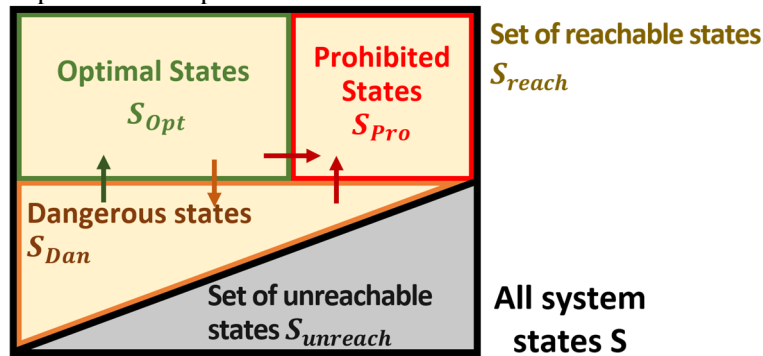 Optimal States
S_Opt
Prohibited
States
S_Pro
Set of reachable states
S_reach
Dangerous states
S_Dan
Set of unreachable
states S_unreach
All system
states S